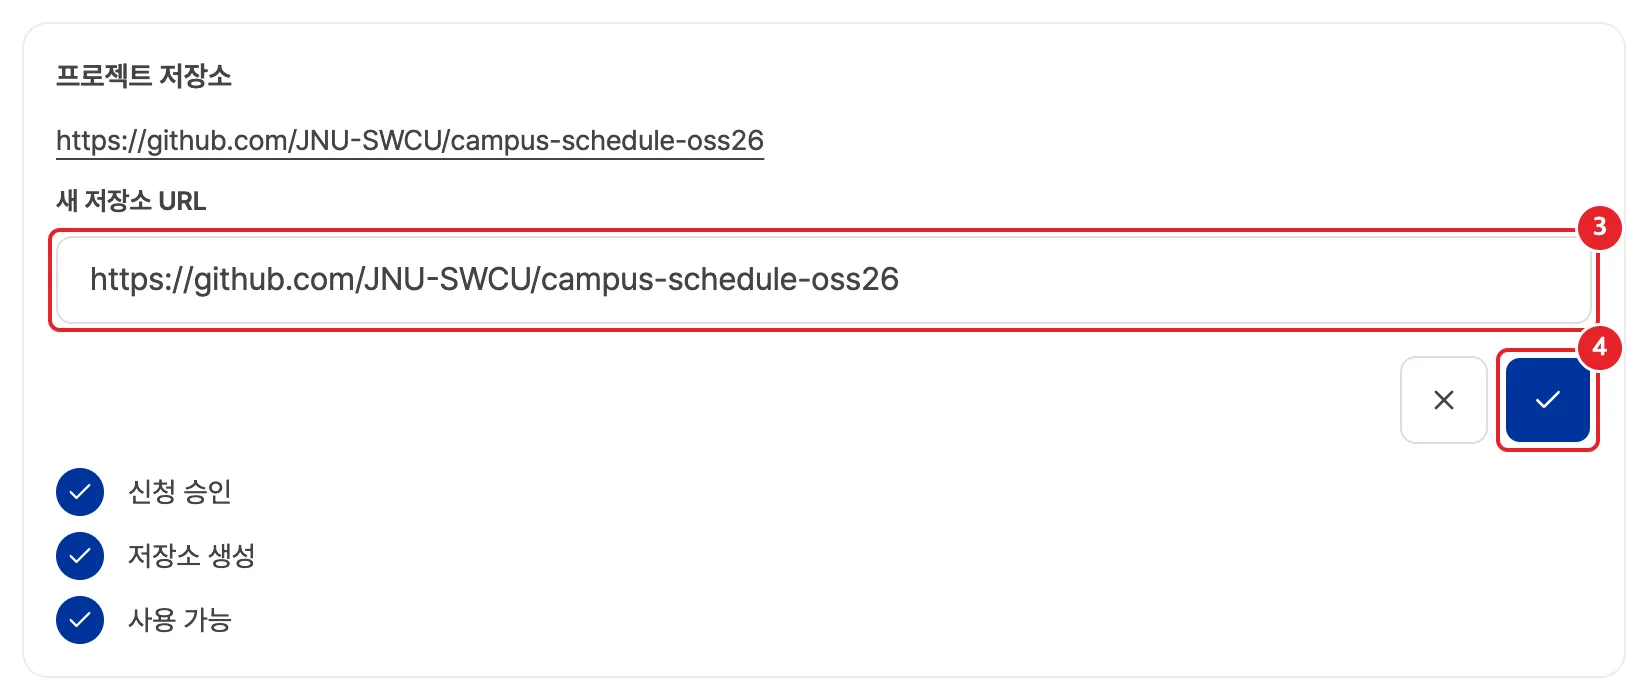 프로젝트 저장소
https://github.com/JNU-SWCU/campus-schedule-oss26
새 저장소 URL
3
https://github.com/JNU-SWCU/campus-schedule-oss26
4
신청 승인
저장소 생성
사용 가능